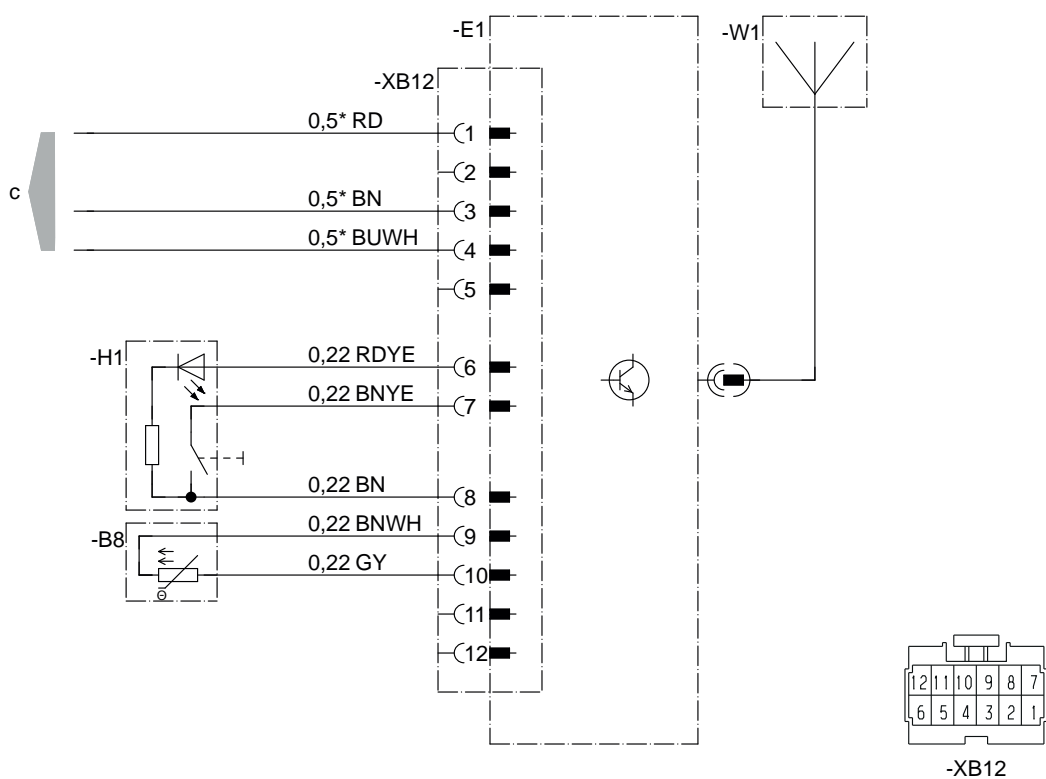 -E1
-W1
-XB12
0,5* RD
1
2
c
0,5* BN
3
0,5* BUWH
4
5
-H1
0,22 RDYE
6
0,22 BNYE
7
0,22 BN
8
0,22 BNWH
9
-B8
0,22 GY
10
Θ
11
12
12 11 10 9 8 7
6 5 4 3 2 1
-XB12